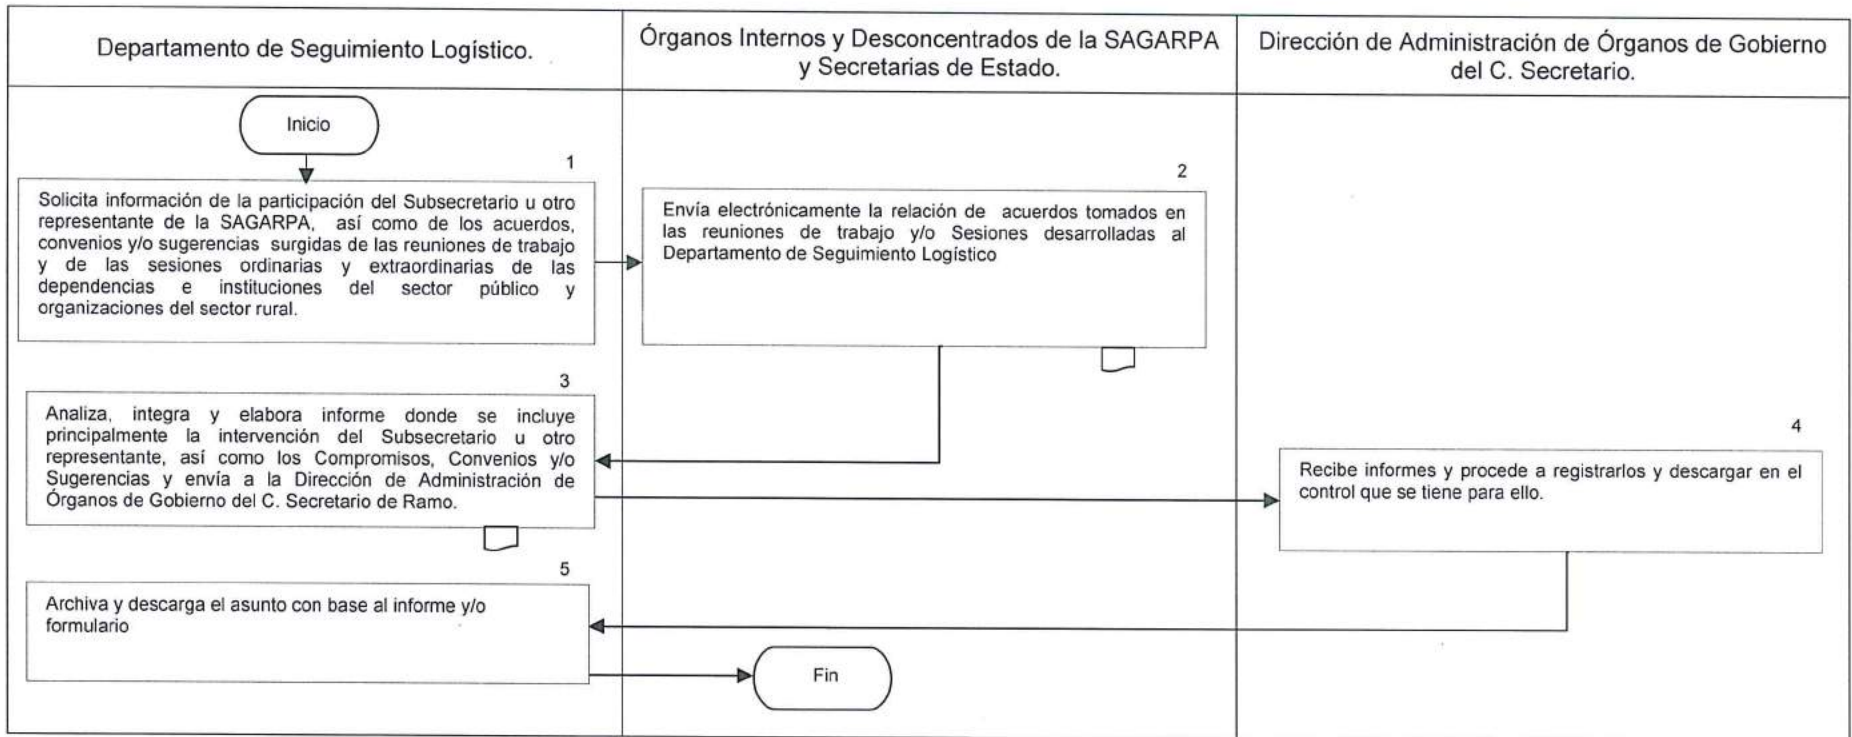 Departamento de Seguimiento Logístico.
Órganos Internos y Desconcentrados de la SAGARPA
y Secretarias de Estado.
Dirección de Administración de Órganos de Gobierno
del C. Secretario.
Inicio
1
Solicita información de la participación del Subsecretario u otro
representante de la SAGARPA, así como de los acuerdos,
convenios y/o sugerencias surgidas de las reuniones de trabajo
y de las sesiones ordinarias y extraordinarias de las
dependencias e instituciones del sector público y
organizaciones del sector rural.
2
Envía electrónicamente la relación de acuerdos tomados en
las reuniones de trabajo y/o Sesiones desarrolladas al
Departamento de Seguimiento Logístico
3
Analiza, integra y elabora informe donde se incluye
principalmente la intervención del Subsecretario u otro
representante, así como los Compromisos, Convenios y/o
Sugerencias y envía a la Dirección de Administración de
Órganos de Gobierno del C. Secretario de Ramo.
4
Recibe informes y procede a registrarlos y descargar en el
control que se tiene para ello.
5
Archiva y descarga el asunto con base al informe y/o
formulario
Fin